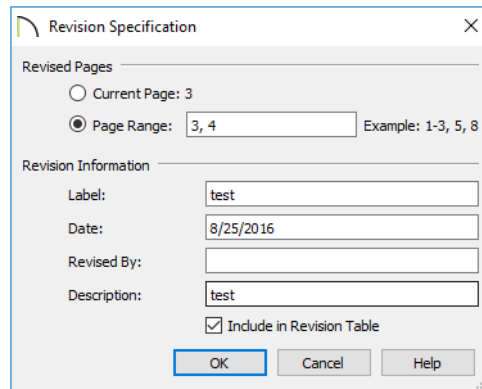 Revision Specification
Revised Pages
Current Page: 3
Page Range: 3, 4 Example: 1-3, 5, 8
Revision Information
Label: test
Date: 8/25/2016
Revised By:
Description: test
Include in Revision Table
OK Cancel Help